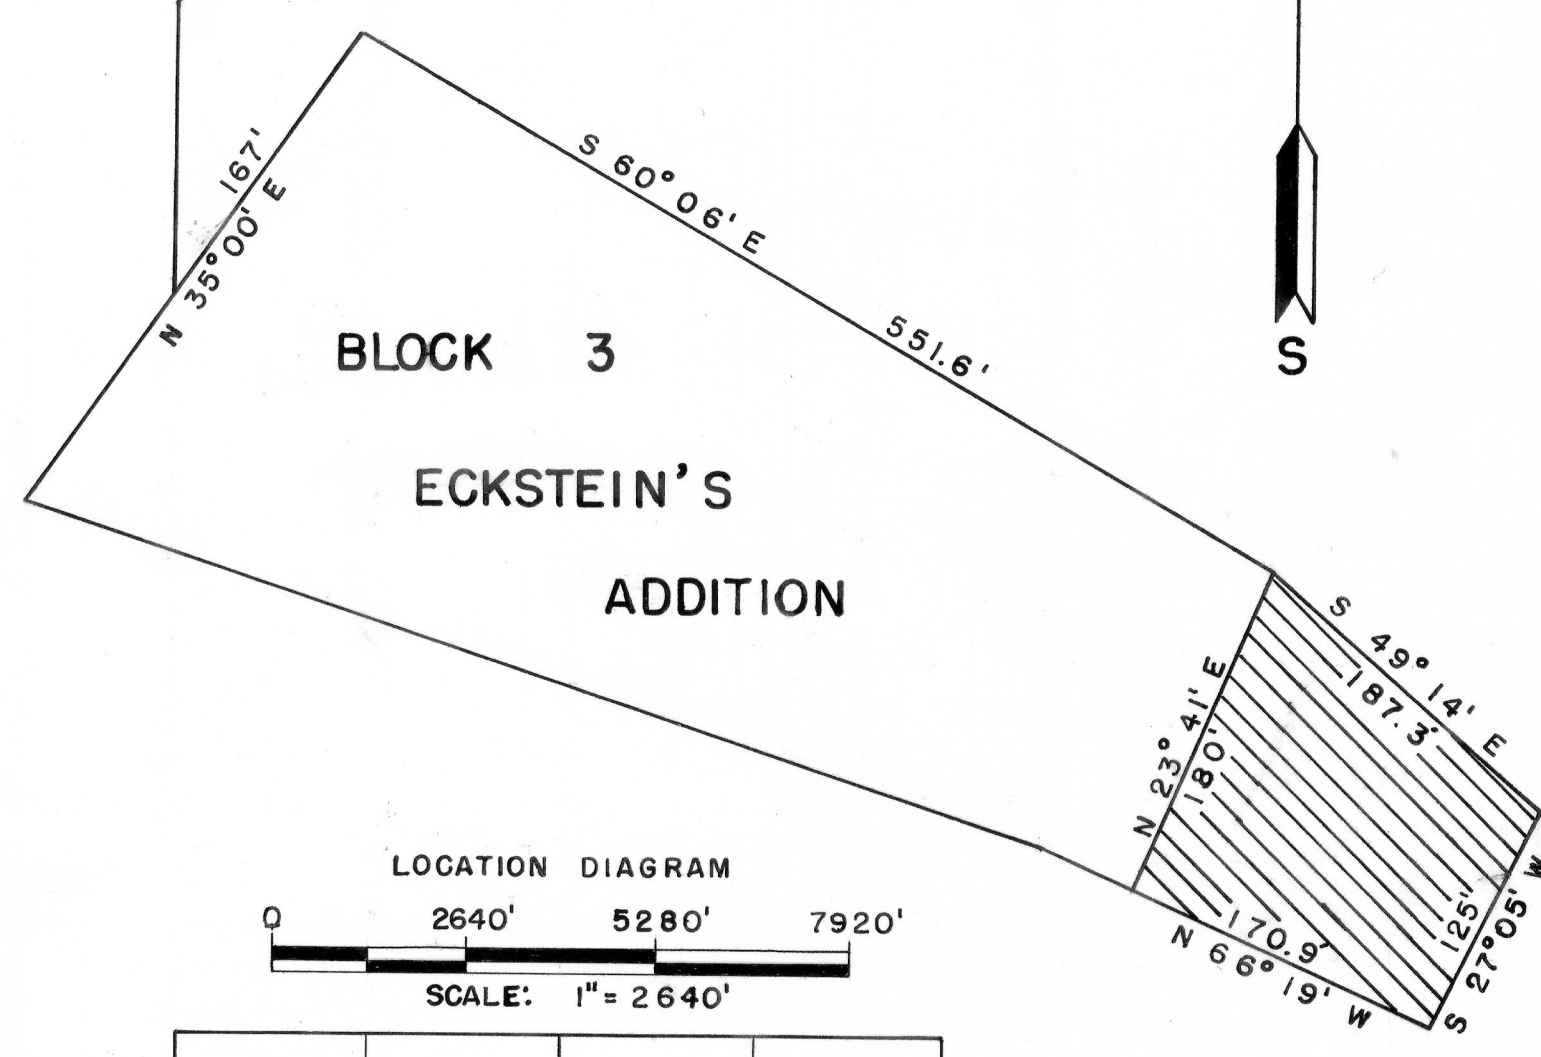 167'
N 35°00' E
S 60°06' E
551.6'
S
BLOCK 3
ECKSTEIN'S
ADDITION
S 49°14' E
187.3'
N 23°41' E
180'
125'
S 27°05' W
170.9'
N 66°19' W
LOCATION DIAGRAM
0 2640' 5280' 7920'
SCALE: 1"= 2640'